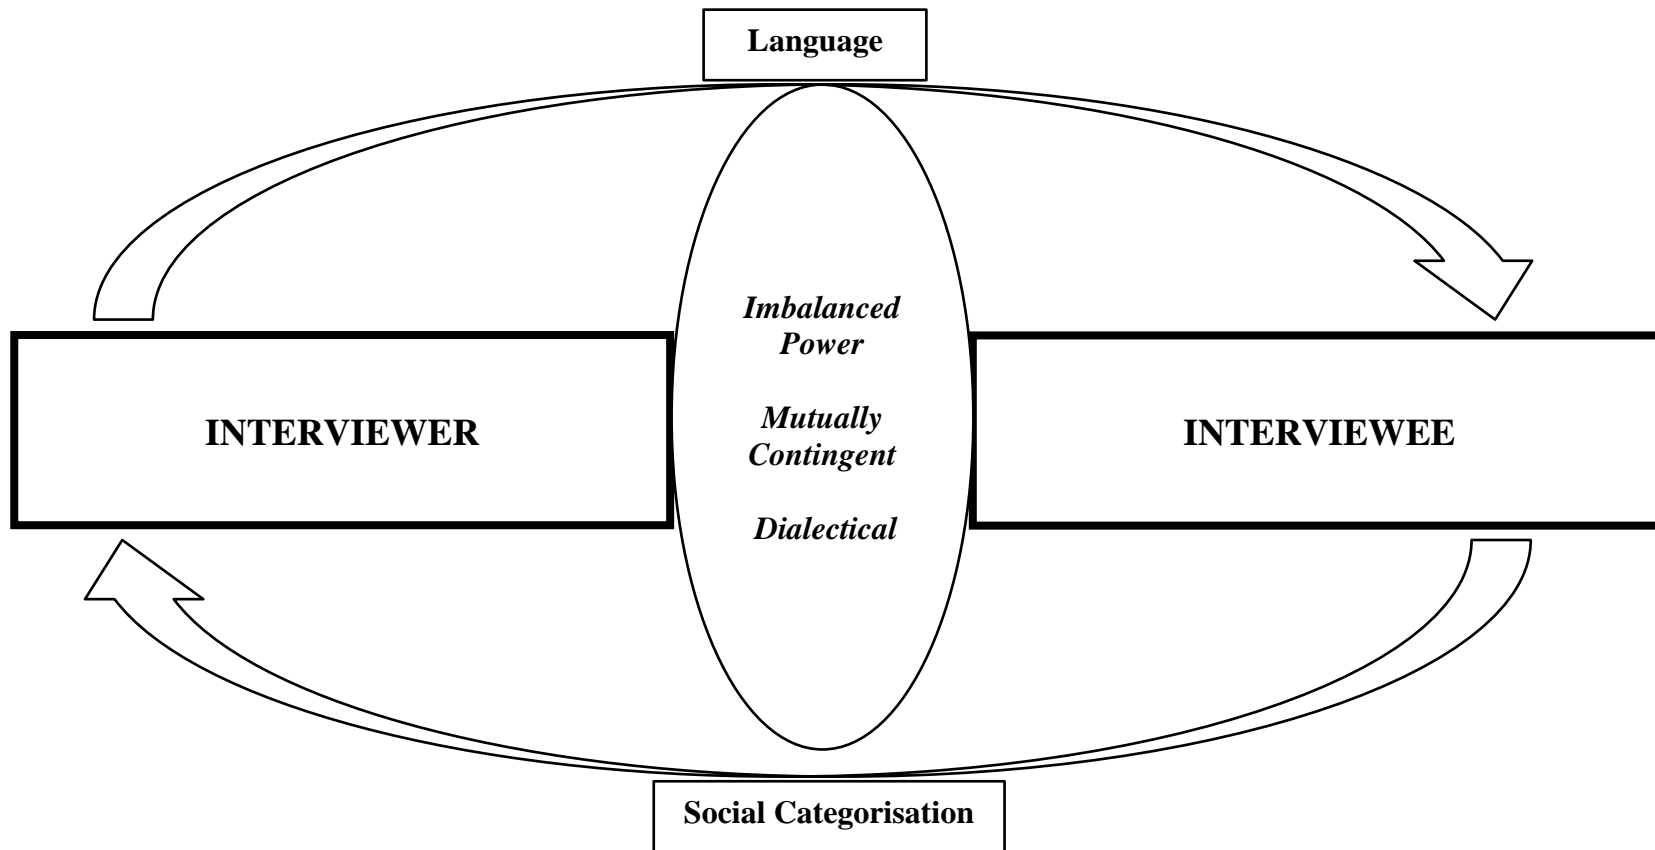 Language
Imbalanced
Power
Mutually
Contingent
Dialectical
INTERVIEWER
INTERVIEWEE
Social Categorisation